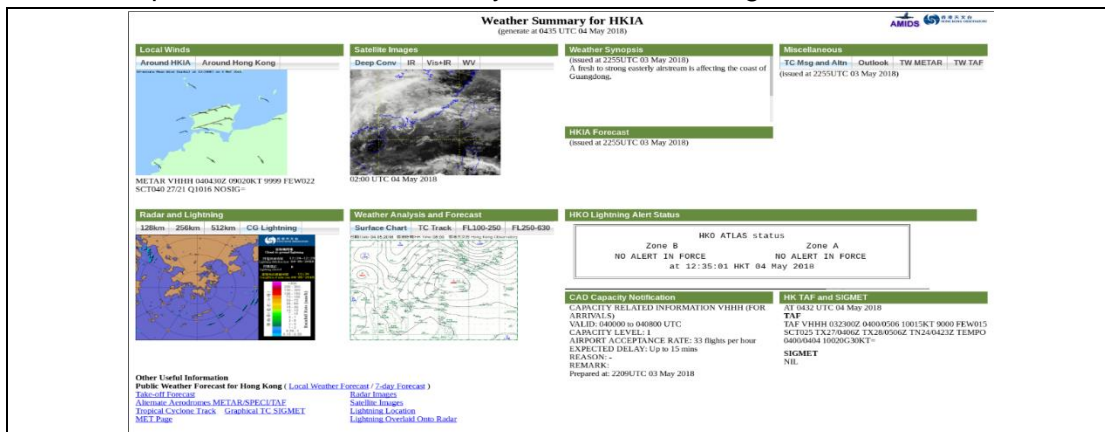 Weather Summary for HKIA
(generate at 0435 UTC 04 May 2018)
AMIDS
Local Winds
Around HKIA Around Hong Kong
METAR VHHH 040430Z 09020KT 9999 FEW022
SCT040 27/21 Q1016 NOSIG=
Satellite Images
Deep Conv IR Vis+IR WV
02:00 UTC 04 May 2018
Weather Synopsis
(issued at 2255UTC 03 May 2018)
A fresh to strong easterly airstream is affecting the coast of
Guangdong.
HKIA Forecast
(issued at 2255UTC 03 May 2018)
Miscellaneous
TC Msg and Altn Outlook TW METAR TW TAF
(issued at 2255UTC 03 May 2018)
Radar and Lightning
128km 256km 512km CG Lightning
Weather Analysis and Forecast
Surface Chart TC Track FL100-250 FL250-630
HKO Lightning Alert Status
HKO ATLAS status
Zone B Zone A
NO ALERT IN FORCE NO ALERT IN FORCE
at 12:35:01 HKT 04 May 2018
CAD Capacity Notification
CAPACITY RELATED INFORMATION VHHH (FOR
ARRIVALS)
VALID: 040000 to 040800 UTC
CAPACITY LEVEL: 1
AIRPORT ACCEPTANCE RATE: 33 flights per hour
EXPECTED DELAY: Up to 15 mins
REASON: -
REMARK:
Prepared at: 2209UTC 03 May 2018
HK TAF and SIGMET
AT 0432 UTC 04 May 2018
TAF
TAF VHHH 032300Z 0400/0506 10015KT 9000 FEW015
SCT025 TX27/0406Z TX28/0506Z TN24/0423Z TEMPO
0400/0404 10020G30KT=
SIGMET
NIL
Other Useful Information
Public Weather Forecast for Hong Kong ( Local Weather Forecast / 7-day Forecast )
Take-off Forecast
Alternate Aerodromes METAR/SPECI/TAF
Tropical Cyclone Track Graphical TC SIGMET
MET Page
Radar Images
Satellite Images
Lightning Location
Lightning Overlaid Onto Radar